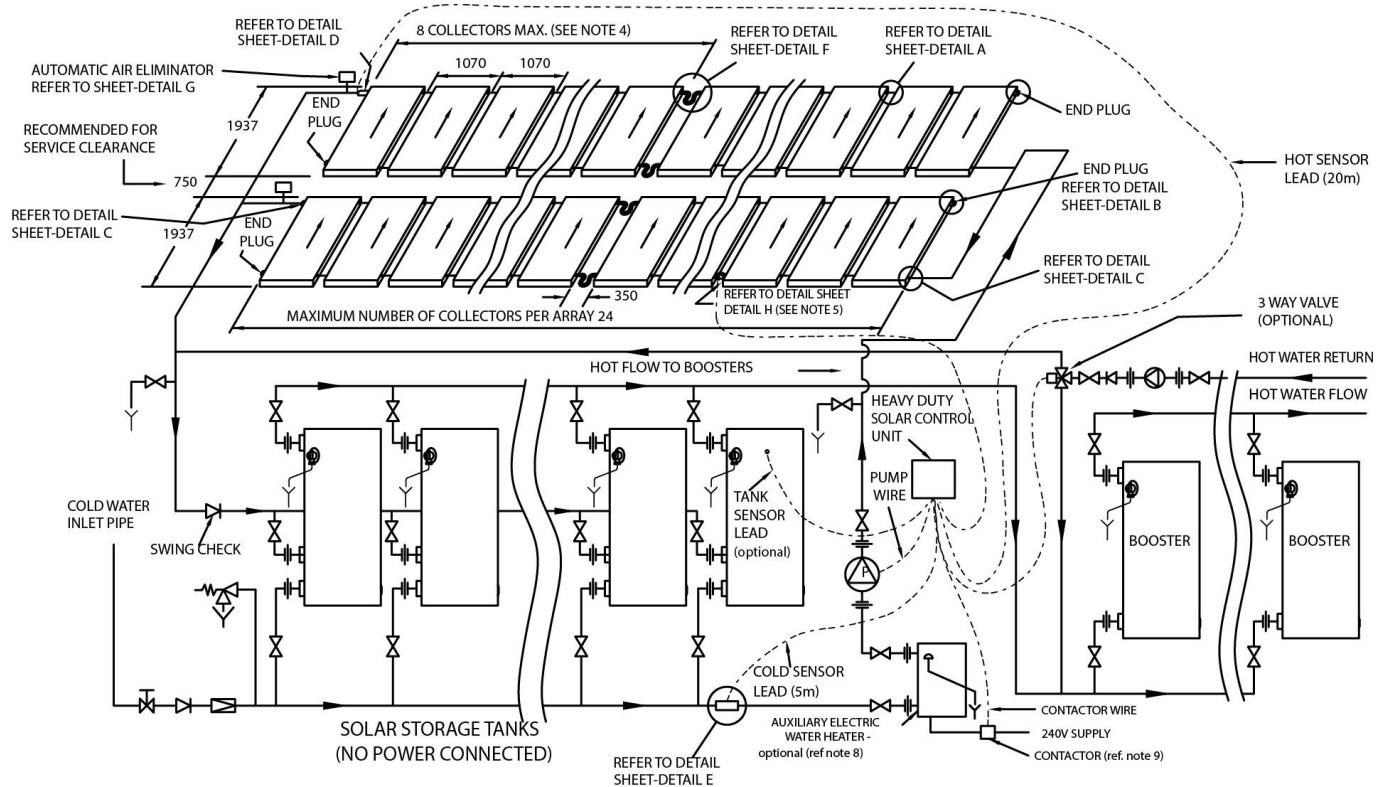 REFER TO DETAIL
SHEET-DETAIL D
8 COLLECTORS MAX. (SEE NOTE 4)
REFER TO DETAIL
SHEET-DETAIL F
REFER TO DETAIL
SHEET-DETAIL A
AUTOMATIC AIR ELIMINATOR
REFER TO SHEET-DETAIL G
1070
1070
END
PLUG
END PLUG
1937
RECOMMENDED FOR
SERVICE CLEARANCE
HOT SENSOR
LEAD (20m)
750
END PLUG
REFER TO DETAIL
SHEET-DETAIL B
REFER TO DETAIL
SHEET-DETAIL C
1937
END
PLUG
REFER TO DETAIL
SHEET-DETAIL C
350
REFER TO DETAIL SHEET
DETAIL H (SEE NOTE 5)
MAXIMUM NUMBER OF COLLECTORS PER ARRAY 24
3 WAY VALVE
(OPTIONAL)
HOT WATER RETURN
HOT FLOW TO BOOSTERS
HOT WATER FLOW
HEAVY DUTY
SOLAR CONTROL
UNIT
PUMP
WIRE
COLD WATER
INLET PIPE
TANK
SENSOR
LEAD
(optional)
SWING CHECK
BOOSTER
BOOSTER
P
COLD SENSOR
LEAD (5m)
SOLAR STORAGE TANKS
(NO POWER CONNECTED)
AUXILIARY ELECTRIC
WATER HEATER -
optional (ref note 8)
CONTACTOR WIRE
240V SUPPLY
CONTACTOR (ref. note 9)
REFER TO DETAIL
SHEET-DETAIL E